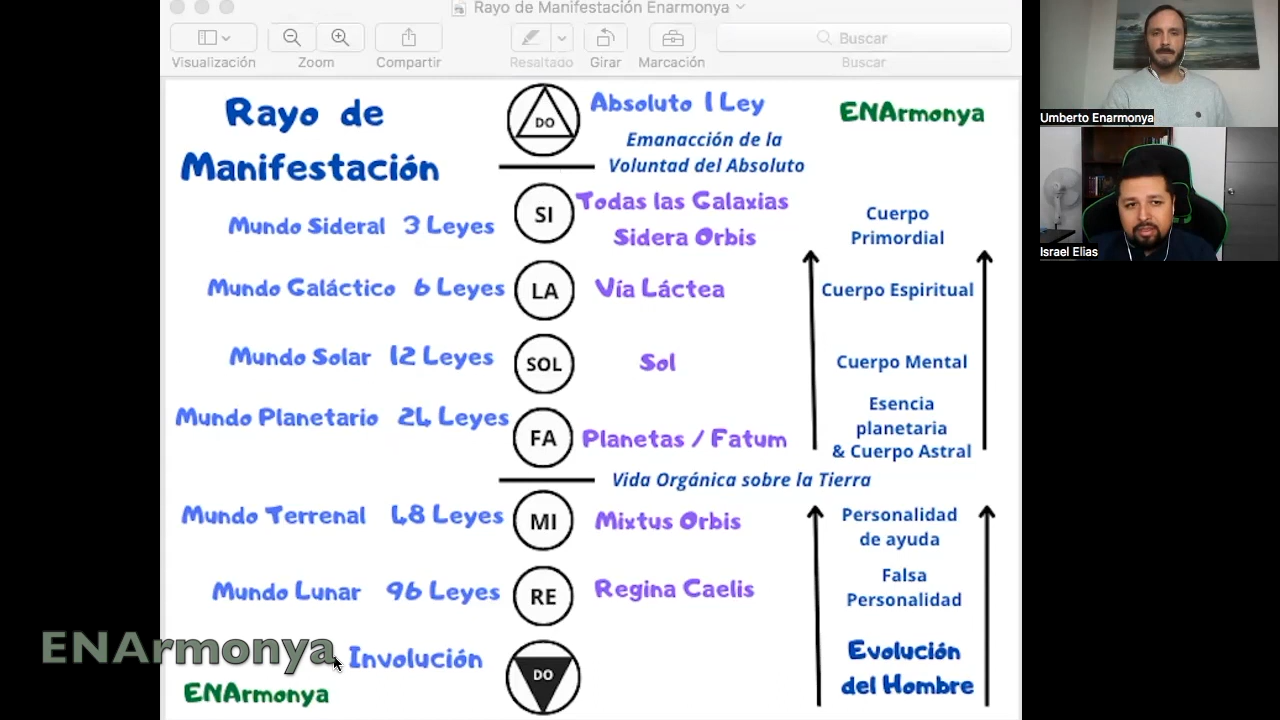 Rayo de Manifestación Enarmonya
Buscar
Visualización
Zoom
Compartir
Resaltado
Girar
Marcación
Buscar
Rayo de
Manifestación
DO
Absoluto 1 Ley
ENArmonya
Emanacción de la
Voluntad del Absoluto
Mundo Sideral 3 Leyes
SI
Todas las Galaxias
Sidera Orbis
Cuerpo
Primordial
Mundo Galáctico 6 Leyes
LA
Vía Láctea
Cuerpo Espiritual
Mundo Solar 12 Leyes
SOL
Sol
Cuerpo Mental
Mundo Planetario 24 Leyes
FA
Planetas / Fatum
Esencia
planetaria
& Cuerpo Astral
Vida Orgánica sobre la Tierra
Mundo Terrenal 48 Leyes
MI
Mixtus Orbis
Personalidad
de ayuda
Mundo Lunar 96 Leyes
RE
Regina Caelis
Falsa
Personalidad
ENArmonya
Involución
DO
Evolución
del Hombre
ENArmonya
Umberto Enarmonya
Israel Elias